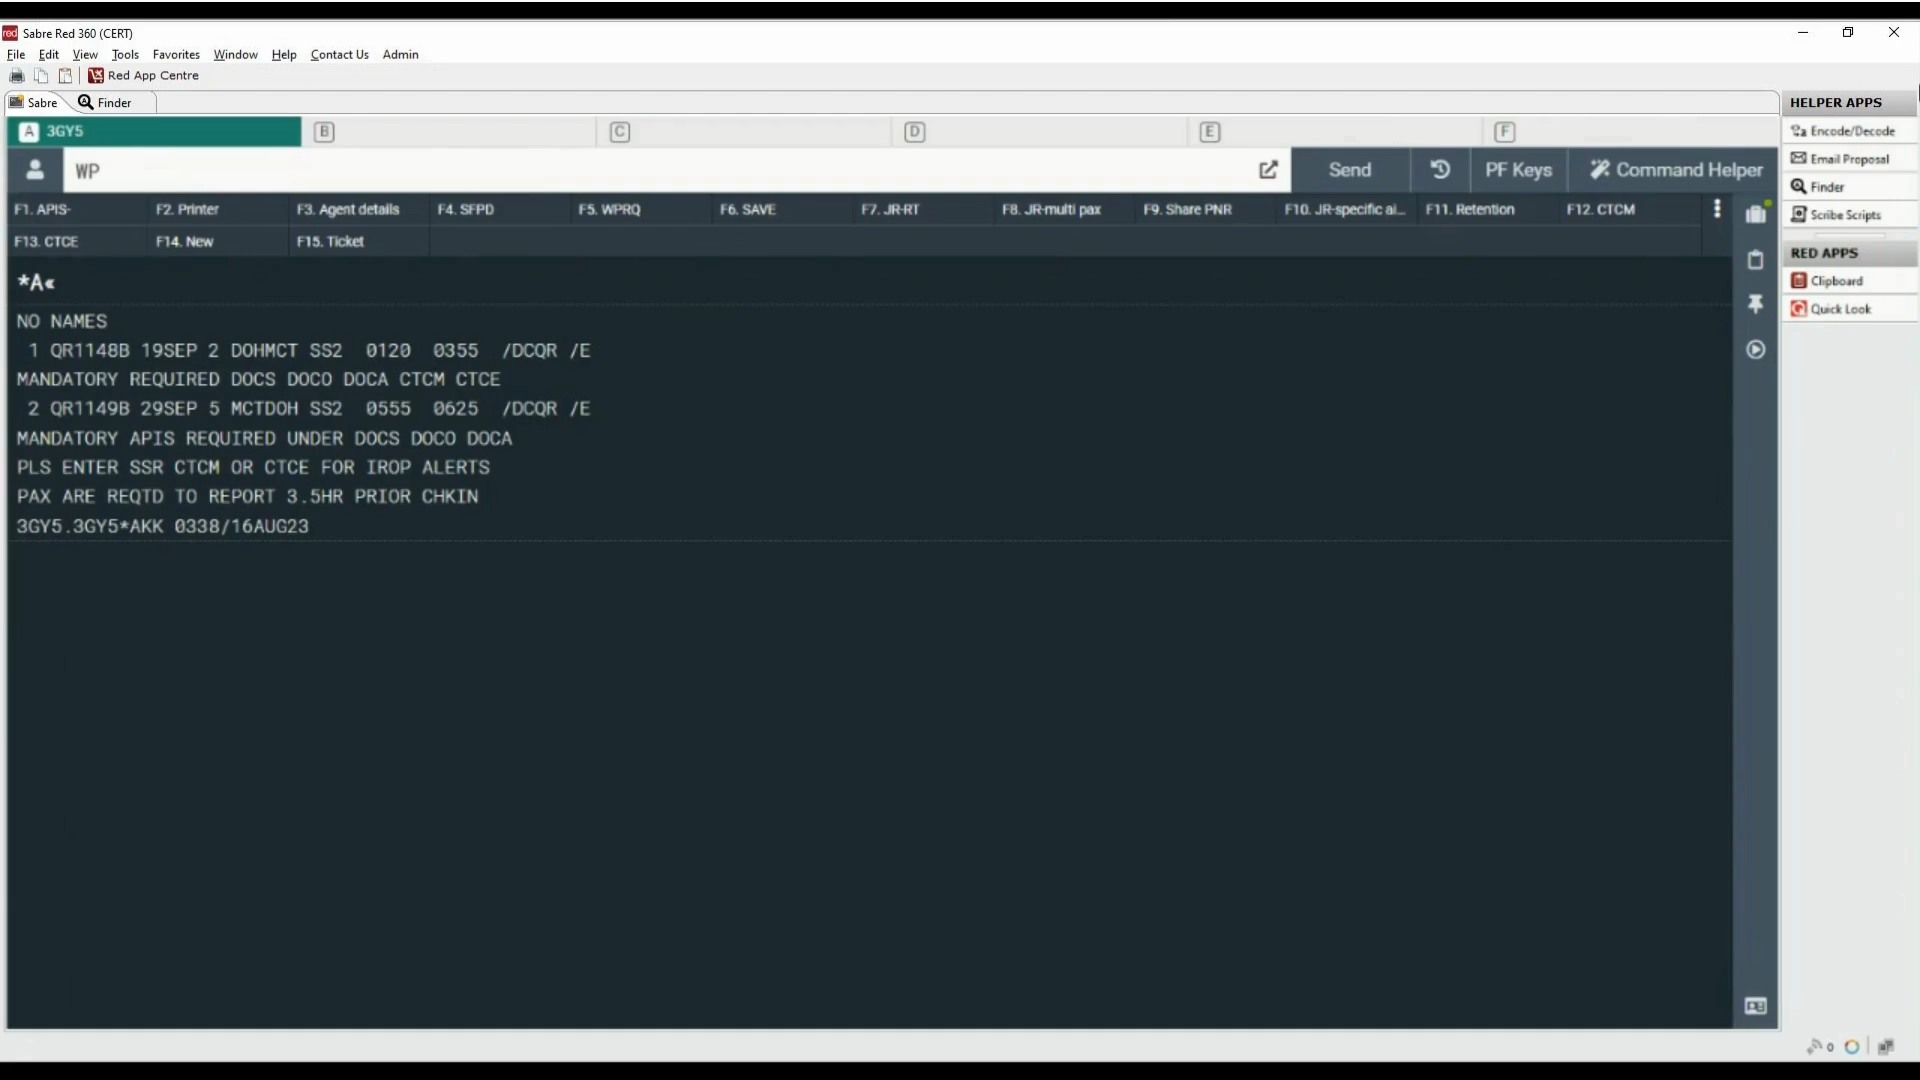 red Sabre Red 360 (CERT)
File Edit View Tools Favorites Window Help Contact Us Admin
Red App Centre
Sabre Finder
HELPER APPS
A 3GY5 B C D E F
Encode/Decode
Email Proposal
WP Send PF Keys Command Helper
Finder
F1. APIS- F2. Printer F3. Agent details F4. SFPD F5. WPRQ F6. SAVE F7. JR-RT F8. JR-multi pax F9. Share PNR F10. JR-specific ai... F11. Retention F12. CTCM
Scribe Scripts
F13. CTCE F14. New F15. Ticket
RED APPS
Clipboard
Quick Look
*A«
NO NAMES
1 QR1148B 19SEP 2 DOHMCT SS2 0120 0355 /DCQR /E
MANDATORY REQUIRED DOCS DOCO DOCA CTCM CTCE
2 QR1149B 29SEP 5 MCTDOH SS2 0555 0625 /DCQR /E
MANDATORY APIS REQUIRED UNDER DOCS DOCO DOCA
PLS ENTER SSR CTCM OR CTCE FOR IROP ALERTS
PAX ARE REQTD TO REPORT 3.5HR PRIOR CHKIN
3GY5.3GY5*AKK 0338/16AUG23
0